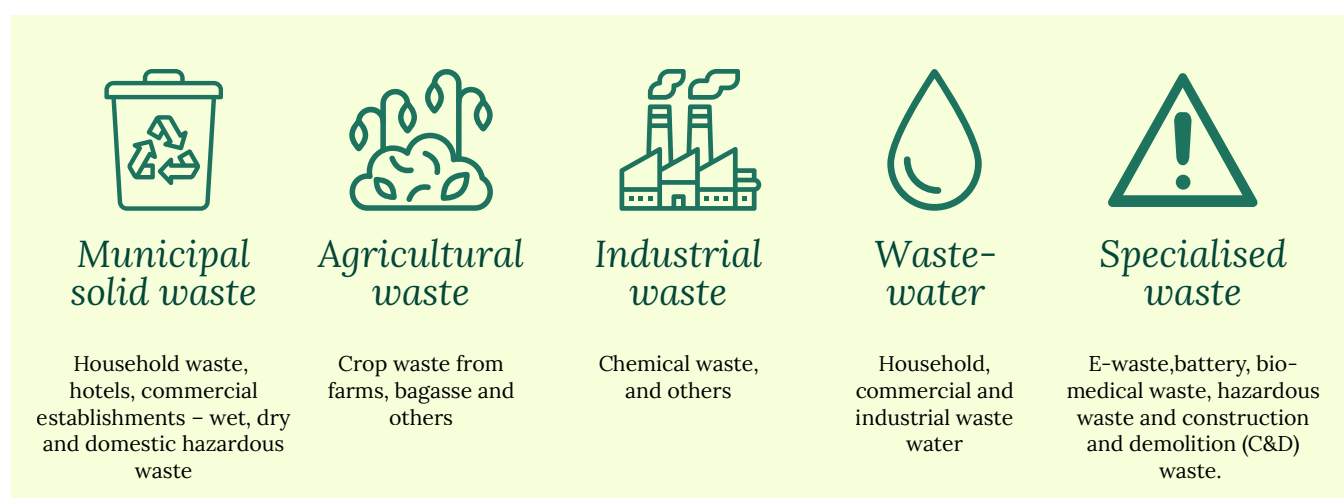 Municipal
solid waste
Household waste,
hotels, commercial
establishments – wet, dry
and domestic hazardous
waste
Agricultural
waste
Crop waste from
farms, bagasse and
others
Industrial
waste
Chemical waste,
and others
Waste-
water
Household,
commercial and
industrial waste
water
Specialised
waste
E-waste,battery, bio-
medical waste, hazardous
waste and construction
and demolition (C&D)
waste.